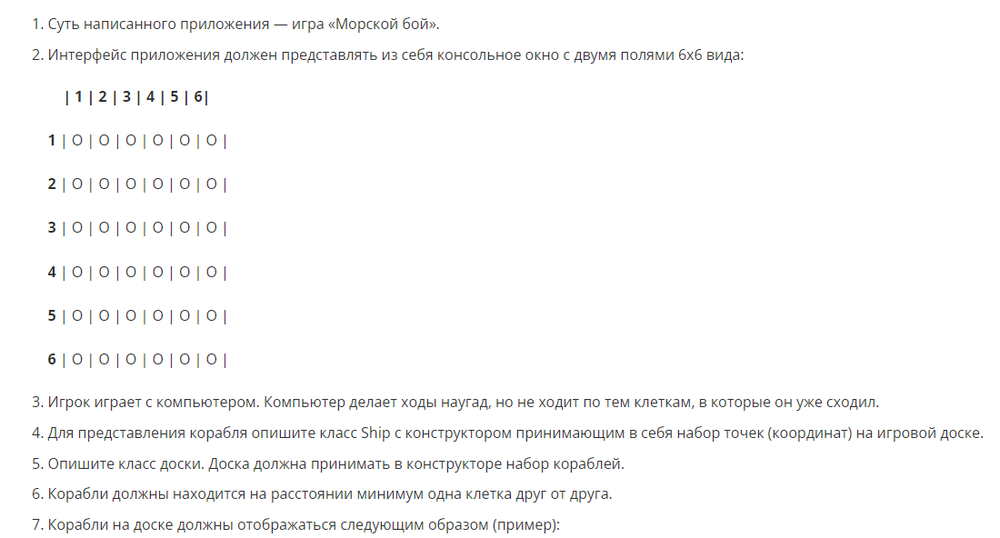 1. Суть написанного приложения — игра «Морской бой».
2. Интерфейс приложения должен представлять из себя консольное окно с двумя полями 6х6 вида:
| 1 | 2 | 3 | 4 | 5 | 6|
1 | О | О | О | О | О | О |
2 | О | О | О | О | О | О |
3 | О | О | О | О | О | О |
4 | О | О | О | О | О | О |
5 | О | О | О | О | О | О |
6 | О | О | О | О | О | О |
3. Игрок играет с компьютером. Компьютер делает ходы наугад, но не ходит по тем клеткам, в которые он уже сходил.
4. Для представления корабля опишите класс Ship с конструктором принимающим в себя набор точек (координат) на игровой доске.
5. Опишите класс доски. Доска должна принимать в конструкторе набор кораблей.
6. Корабли должны находится на расстоянии минимум одна клетка друг от друга.
7. Корабли на доске должны отображаться следующим образом (пример):